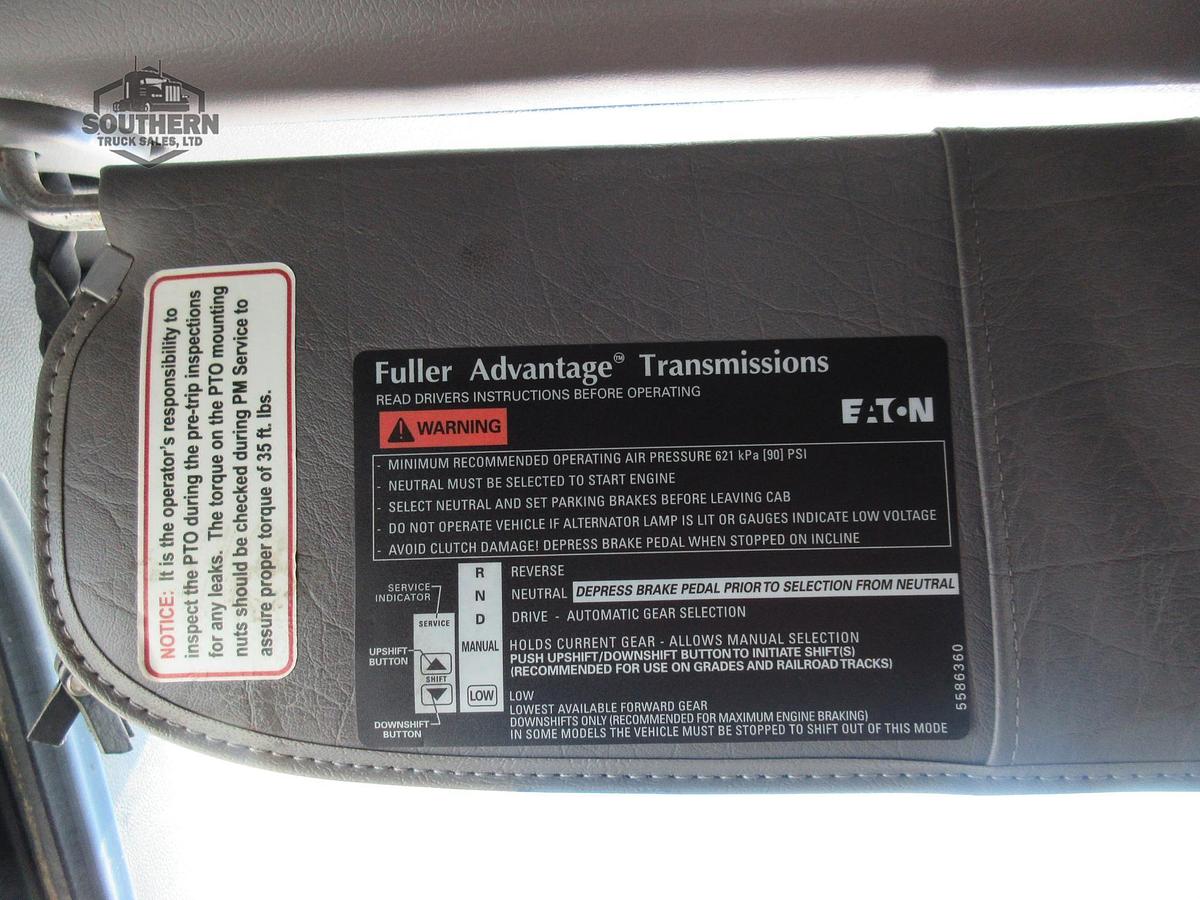 SOUTHERN
TRUCK SALES, LTD
NOTICE: It is the operator's responsibility to
inspect the PTO during the pre-trip inspections
for any leaks. The torque on the PTO mounting
nuts should be checked during PM Service to
assure proper torque of 35 ft. lbs.
Fuller Advantage™ Transmissions
READ DRIVERS INSTRUCTIONS BEFORE OPERATING
EATON
WARNING
- MINIMUM RECOMMENDED OPERATING AIR PRESSURE 621 kPa [90] PSI
- NEUTRAL MUST BE SELECTED TO START ENGINE
- SELECT NEUTRAL AND SET PARKING BRAKES BEFORE LEAVING CAB
- DO NOT OPERATE VEHICLE IF ALTERNATOR LAMP IS LIT OR GAUGES INDICATE LOW VOLTAGE
- AVOID CLUTCH DAMAGE! DEPRESS BRAKE PEDAL WHEN STOPPED ON INCLINE
SERVICE
INDICATOR
SERVICE
UPSHIFT
BUTTON
SHIFT
DOWNSHIFT
BUTTON
R REVERSE
N NEUTRAL DEPRESS BRAKE PEDAL PRIOR TO SELECTION FROM NEUTRAL
D DRIVE - AUTOMATIC GEAR SELECTION
MANUAL HOLDS CURRENT GEAR - ALLOWS MANUAL SELECTION
PUSH UPSHIFT/DOWNSHIFT BUTTON TO INITIATE SHIFT(S)
(RECOMMENDED FOR USE ON GRADES AND RAILROAD TRACKS)
LOW LOW
LOWEST AVAILABLE FORWARD GEAR
DOWNSHIFTS ONLY (RECOMMENDED FOR MAXIMUM ENGINE BRAKING)
IN SOME MODELS THE VEHICLE MUST BE STOPPED TO SHIFT OUT OF THIS MODE
5586360